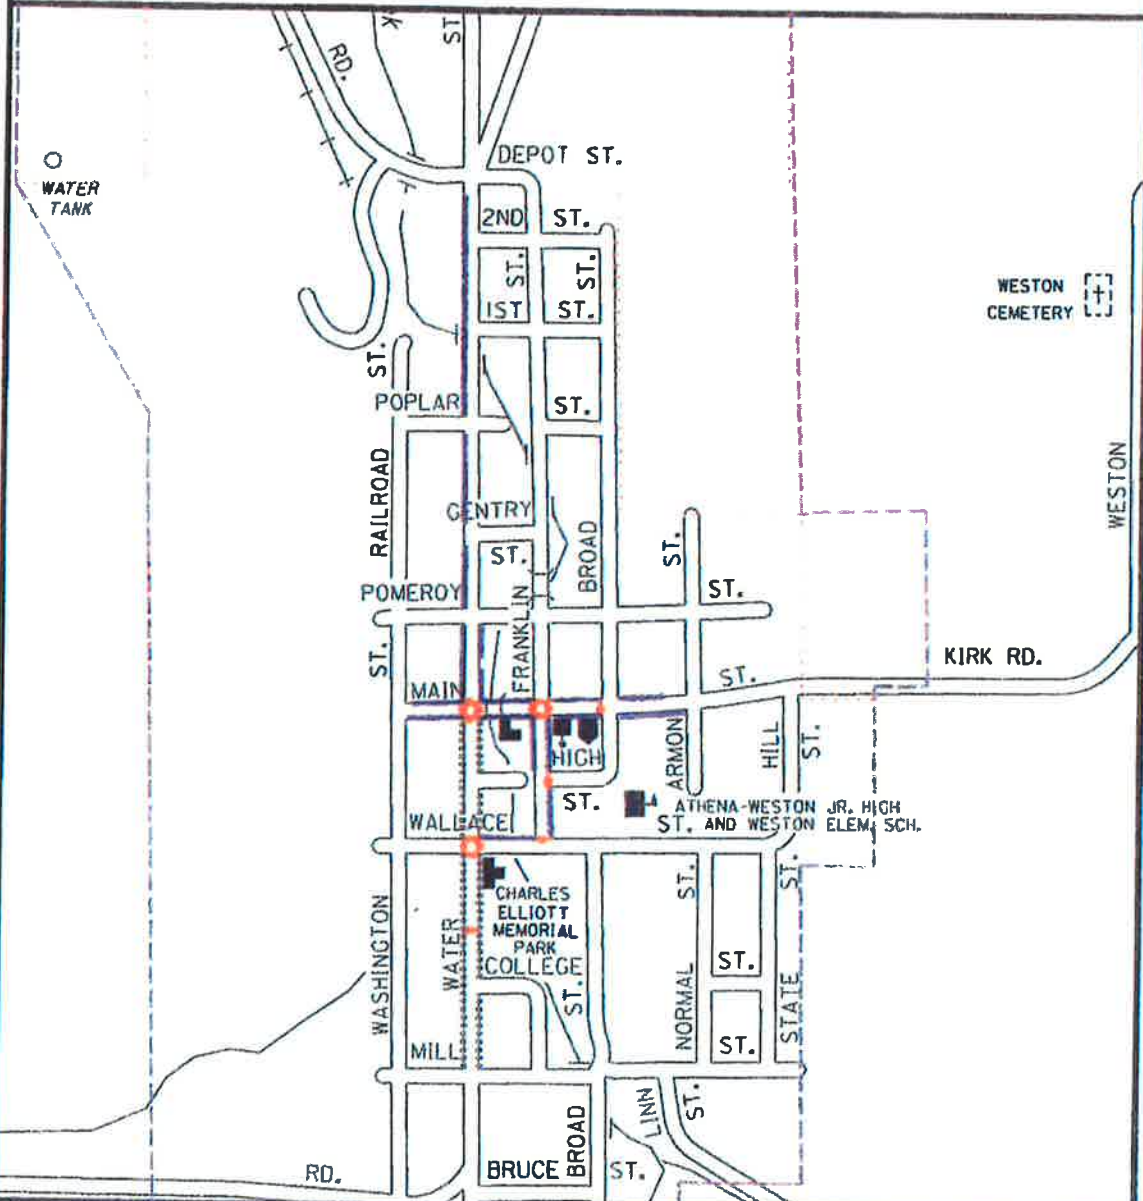 ST.
RD.
DEPOT ST.
WATER
TANK
2ND ST.
ST.
ST.
WESTON
CEMETERY
1ST ST.
ST.
POPLAR ST.
RAILROAD
WESTON
GENTRY
ST.
BROAD
ST.
POMEROY ST.
FRANKLIN
ST.
KIRK RD.
MAIN ST.
ARMON
HILL
ST.
HIGH
ST.
ATHENA-WESTON JR. HIGH
AND WESTON ELEM. SCH.
WALLACE ST.
CHARLES
ELLIOTT
MEMORIAL
PARK
ST.
ST.
WASHINGTON
WATER
COLLEGE
ST.
ST.
NORMAL
STATE
MILL ST.
LINN
ST.
BROAD
RD.
BRUCE ST.